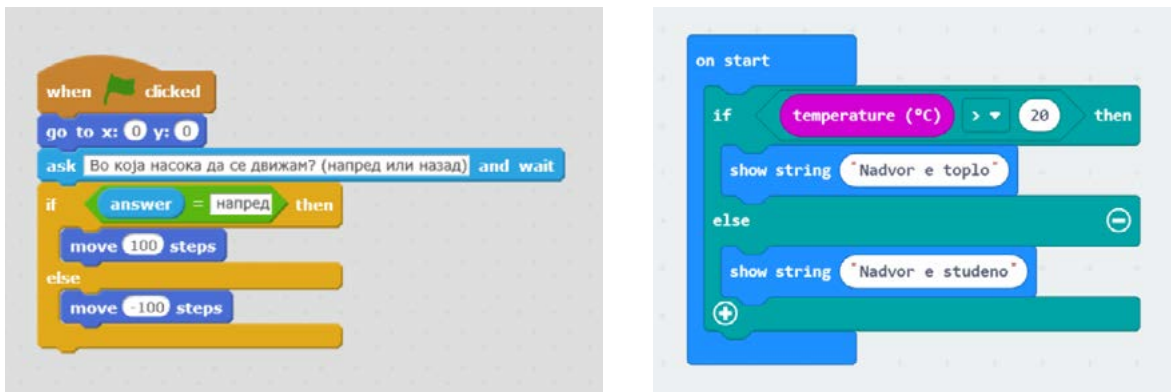 when clicked
go to x: 0 y: 0
ask Во која насока да се движам? (напред или назад) and wait
if answer = напред then
move 100 steps
else
move -100 steps
on start
if temperature (°C) > 20 then
show string "Nadvor e toplo"
else
show string "Nadvor e studeno"